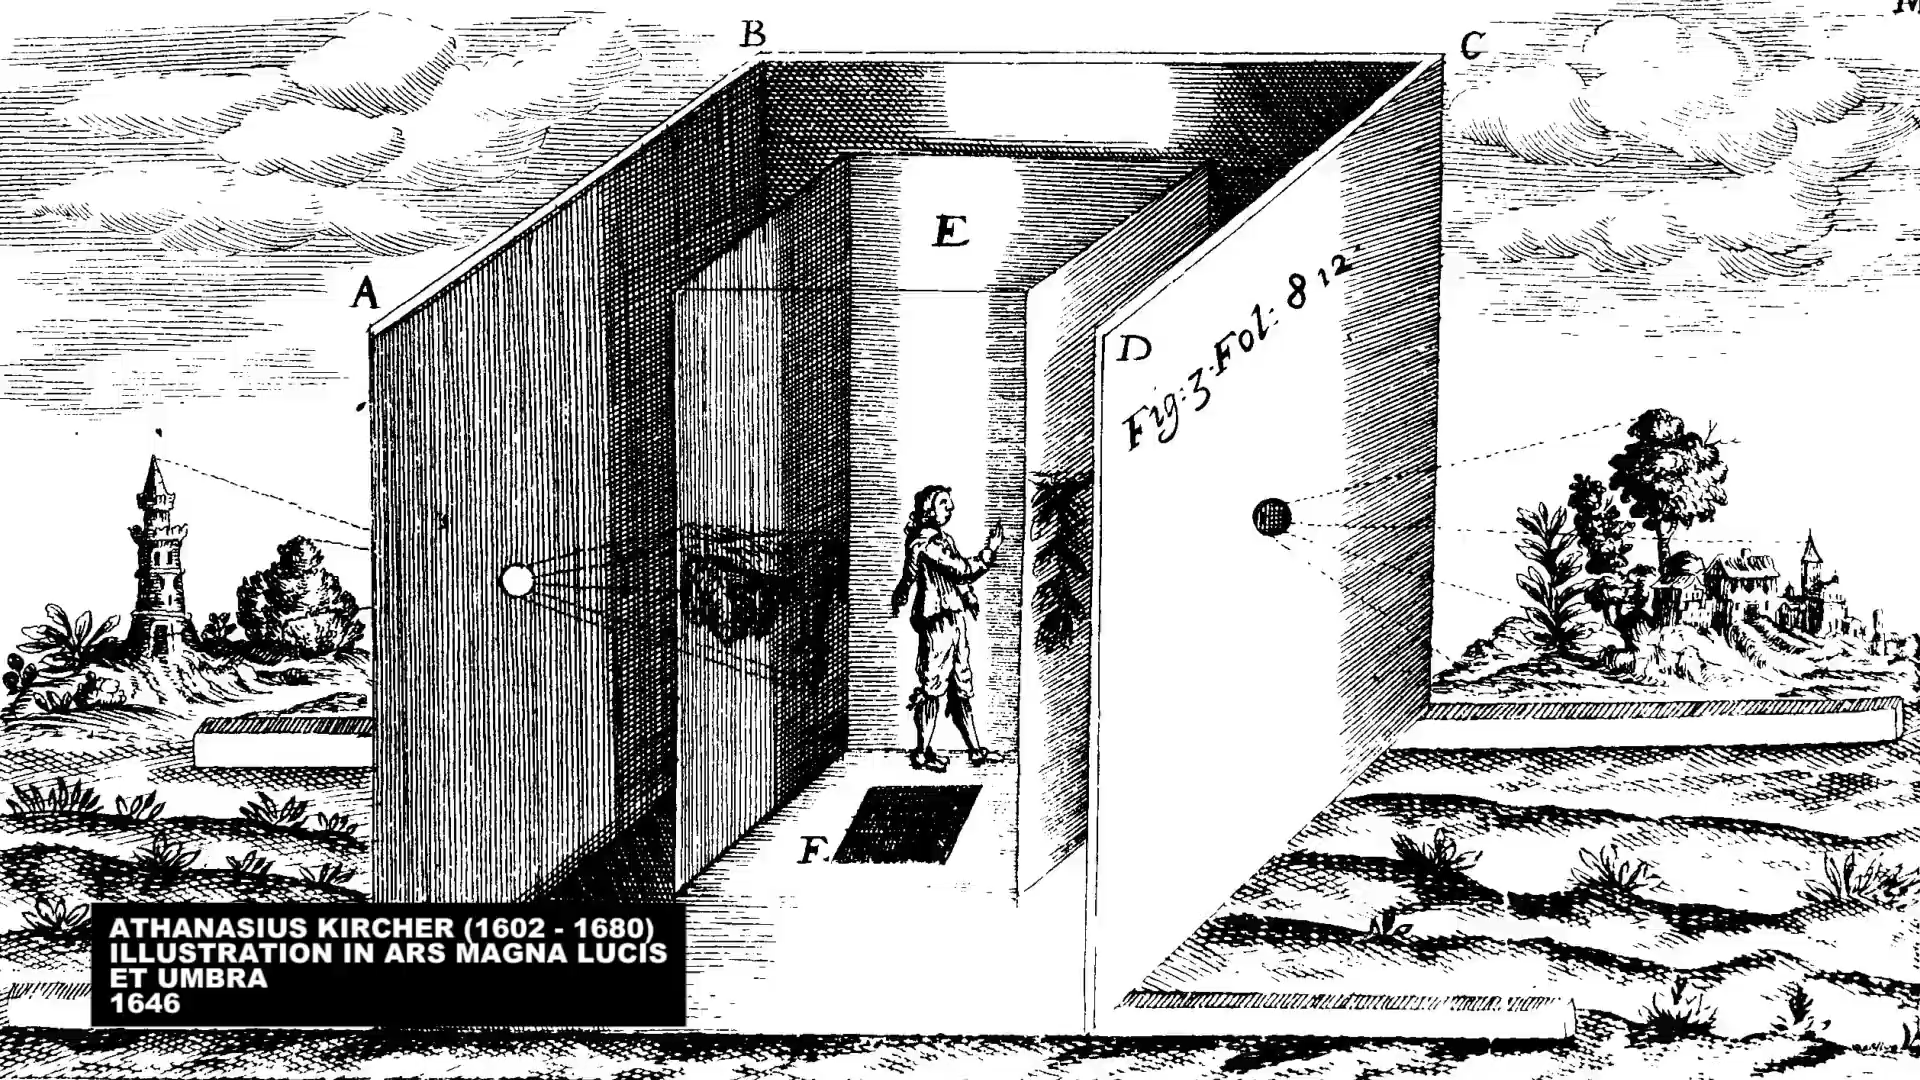 B
C
A
E
D
Fig: 3. Fol: 812
F.
ATHANASIUS KIRCHER (1602 - 1680)
ILLUSTRATION IN ARS MAGNA LUCIS
ET UMBRA
1646